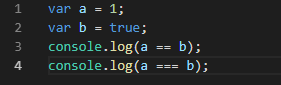 1 var a = 1;
2 var b = true;
3 console.log(a == b);
4 console.log(a === b);